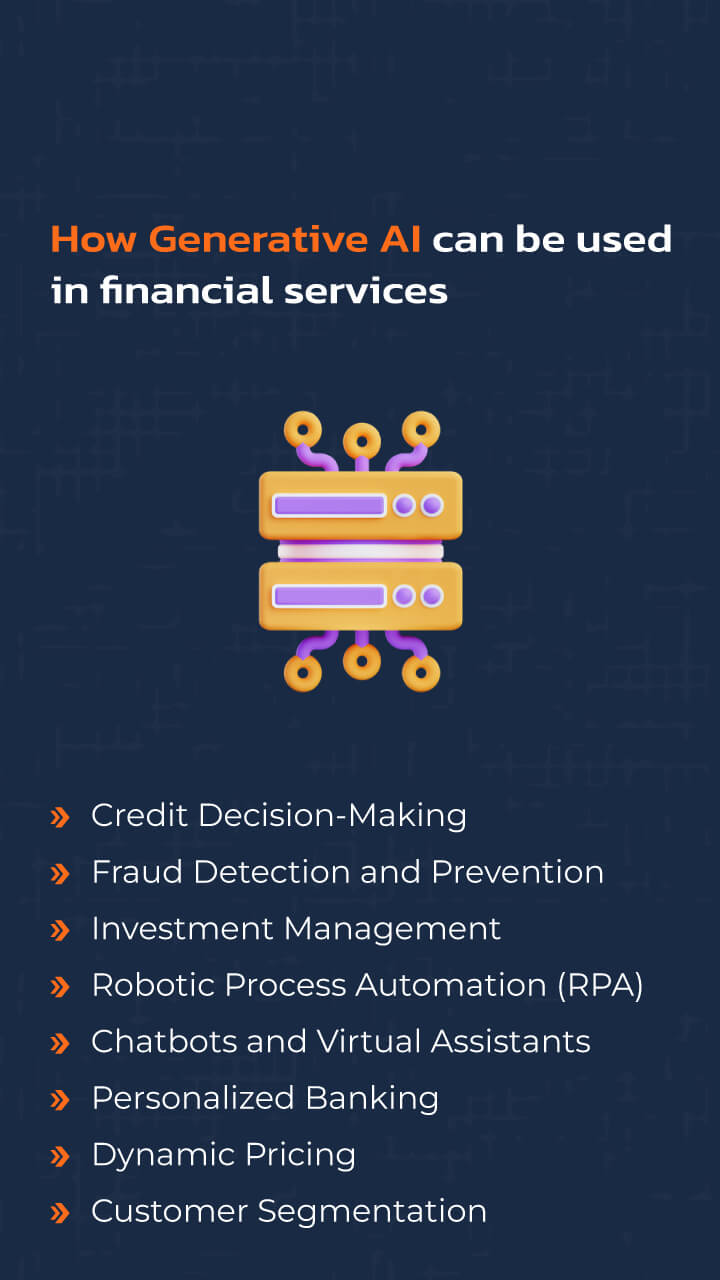 How Generative AI can be used
in financial services
Credit Decision-Making
Fraud Detection and Prevention
Investment Management
Robotic Process Automation (RPA)
Chatbots and Virtual Assistants
Personalized Banking
Dynamic Pricing
Customer Segmentation